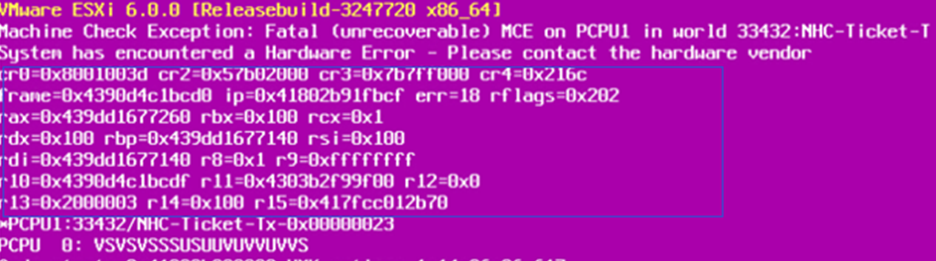 VMware ESXi 6.0.0 [Releasebuild-3247720 x86_64]
Machine Check Exception: Fatal (unrecoverable) MCE on PCPU1 in world 33432:NHC-Ticket-T
System has encountered a Hardware Error - Please contact the hardware vendor
cr0=0x8001003d cr2=0x57b02000 cr3=0x7b7ff000 cr4=0x216c
frame=0x4390d4c1bcd0 ip=0x41802b91fbcf err=18 rflags=0x202
rax=0x439dd1677260 rbx=0x100 rcx=0x1
rdx=0x100 rbp=0x439dd1677140 rsi=0x100
rdi=0x439dd1677140 r8=0x1 r9=0xffffffff
r10=0x4390d4c1bcdf r11=0x4303b2f99f00 r12=0x0
r13=0x2000003 r14=0x100 r15=0x417fcc012b70
*PCPU1:33432/NHC-Ticket-Tx-0x00000023
PCPU 0: VSVSVSSSUSUUVUVVUVVS